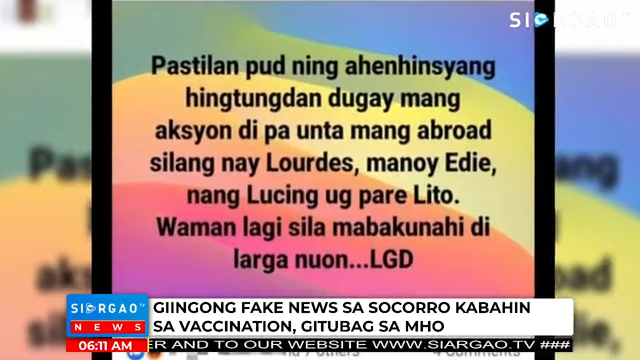 SIARGAO TV
Pastilan pud ning ahenhinsyang
hingtungdan dugay mang
aksyon di pa unta mang abroad
silang nay Lourdes, manoy Edie,
nang Lucing ug pare Lito.
Waman lagi sila mabakunahi di
larga nuon...LGD
SIARGAO TV
NEWS
GIINGONG FAKE NEWS SA SOCORRO KABAHIN
SA VACCINATION, GITUBAG SA MHO
06:11 AM
ER AND TO OUR WEBSITE WWW.SIARGAO.TV ###